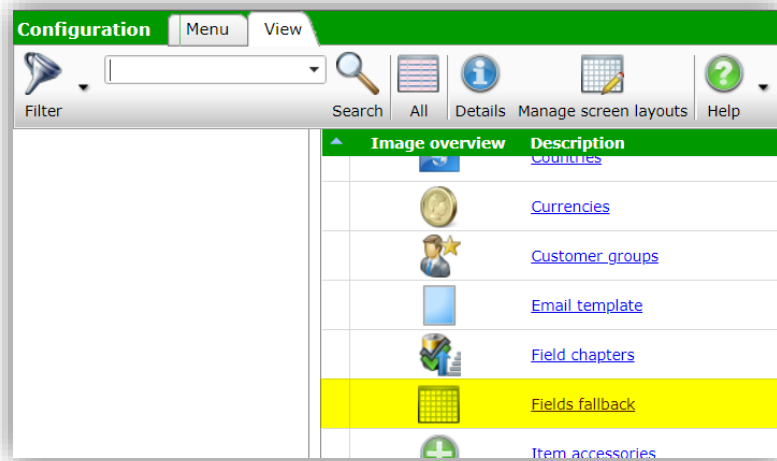 Configuration Menu View
Filter Search All Details Manage screen layouts Help
Image overview Description
Countries
Currencies
Customer groups
Email template
Field chapters
Fields fallback
Item accessories